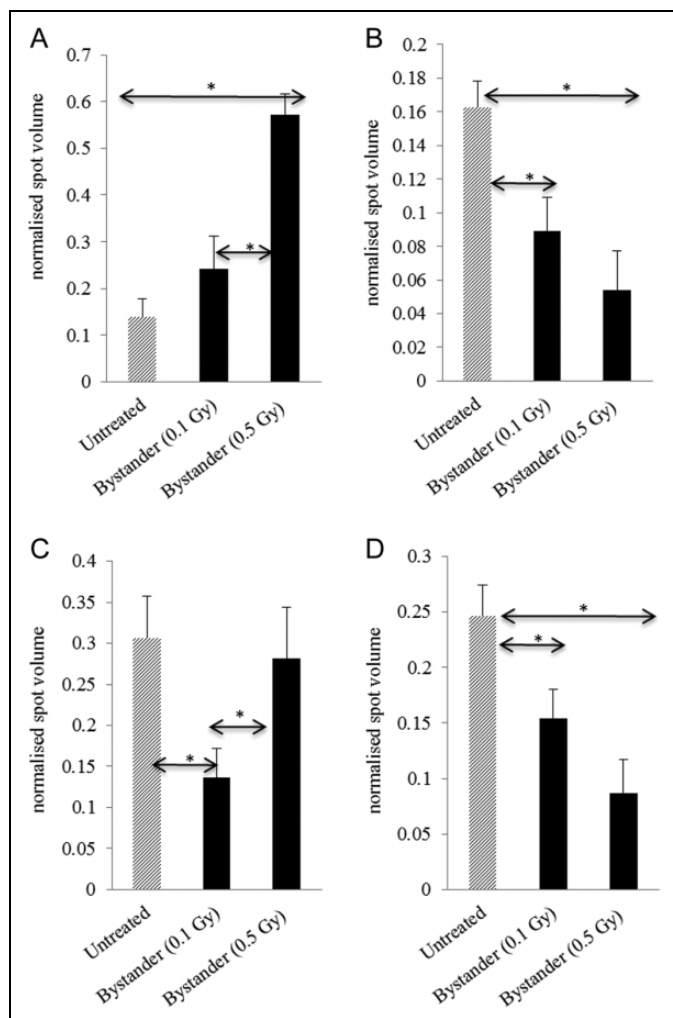 A
normalised spot volume
0.7
0.6
0.5
0.4
0.3
0.2
0.1
0
*
*
Untreated
Bystander (0.1 Gy)
Bystander (0.5 Gy)
B
normalised spot volume
0.2
0.18
0.16
0.14
0.12
0.1
0.08
0.06
0.04
0.02
0
*
*
Untreated
Bystander (0.1 Gy)
Bystander (0.5 Gy)
C
normalised spot volume
0.4
0.35
0.3
0.25
0.2
0.15
0.1
0.05
0
*
*
Untreated
Bystander (0.1 Gy)
Bystander (0.5 Gy)
D
normalised spot volume
0.3
0.25
0.2
0.15
0.1
0.05
0
*
*
Untreated
Bystander (0.1 Gy)
Bystander (0.5 Gy)